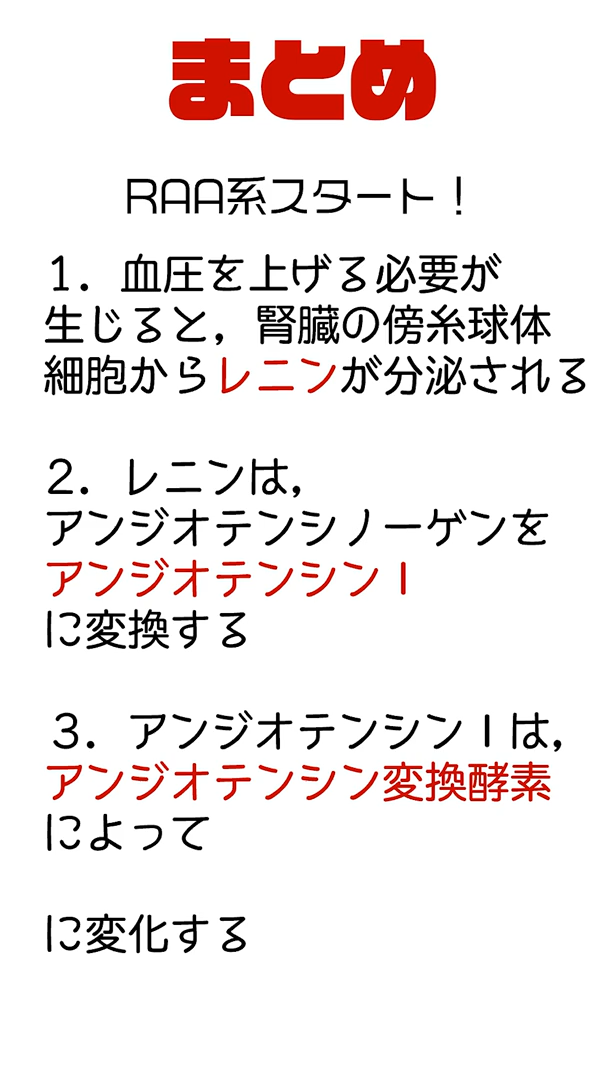 まとめ
RAA系スタート！
1．血圧を上げる必要が
生じると，腎臓の傍糸球体
細胞からレニンが分泌される
2．レニンは，
アンジオテンシノーゲンを
アンジオテンシンⅠ
に変換する
3．アンジオテンシンⅠは，
アンジオテンシン変換酵素
によって
に変化する